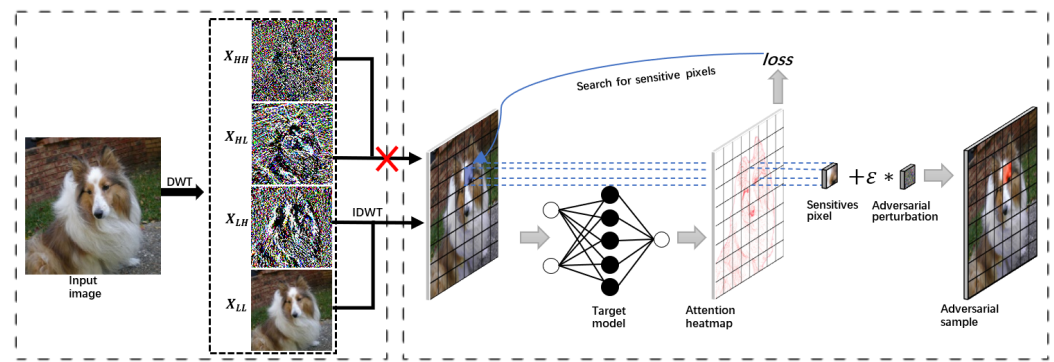 X_HH
X_HL
X_LH
X_LL
DWT
IDWT
Input
image
Search for sensitive pixels
loss
Target
model
Attention
heatmap
Sensitives
pixel
+ε *
Adversarial
perturbation
Adversarial
sample